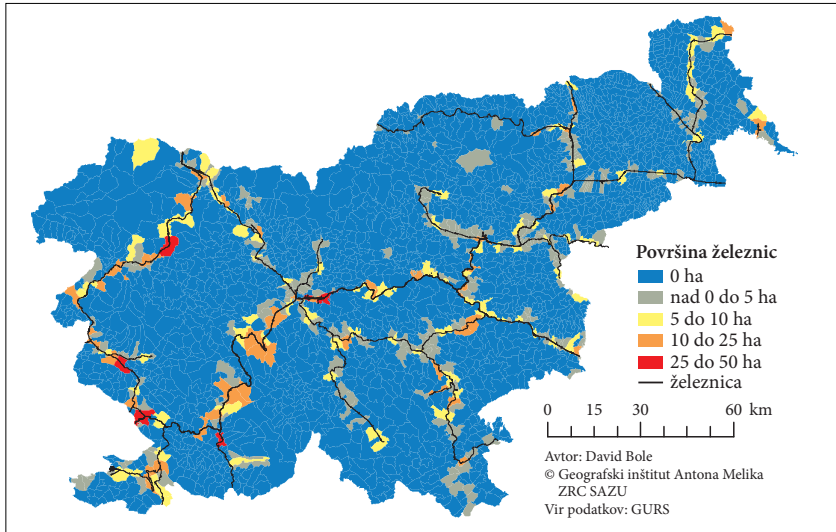 Površina železnic
0 ha
nad 0 do 5 ha
5 do 10 ha
10 do 25 ha
25 do 50 ha
železnica
0 15 30 60 km
Avtor: David Bole
© Geografski inštitut Antona Melika
ZRC SAZU
Vir podatkov: GURS